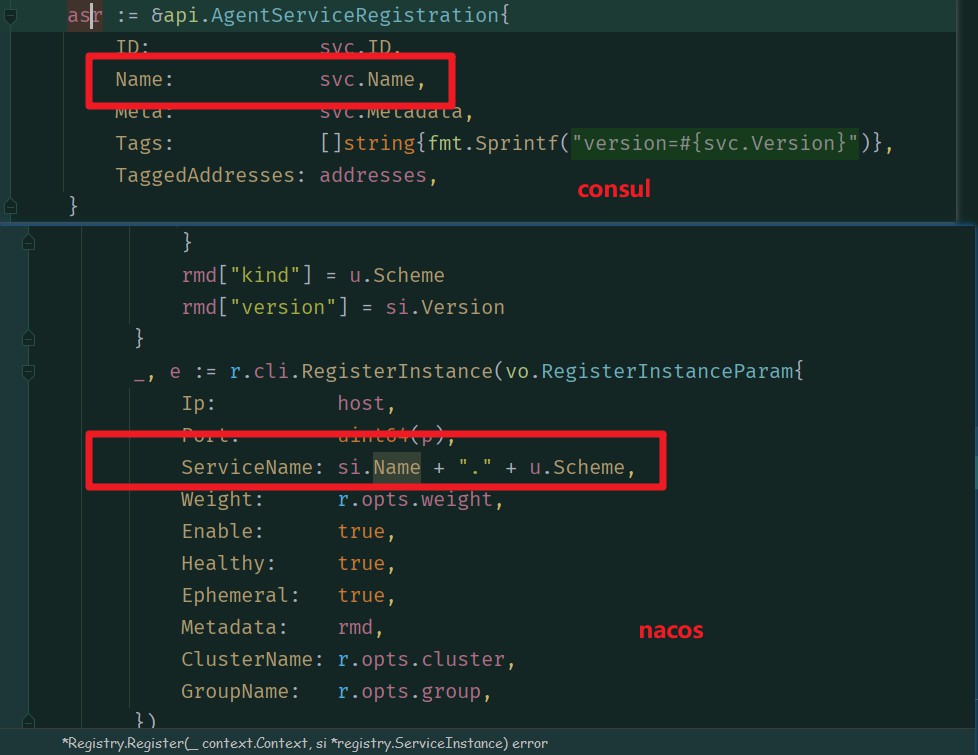 asr := &api.AgentServiceRegistration{
ID: svc.ID,
Name: svc.Name,
Meta: svc.Metadata,
Tags: []string{fmt.Sprintf("version=#{svc.Version}")},
TaggedAddresses: addresses,
consul
}
}
rmd["kind"] = u.Scheme
rmd["version"] = si.Version
}
_, e := r.cli.RegisterInstance(vo.RegisterInstanceParam{
Ip: host,
Port: uint64(p),
ServiceName: si.Name + "." + u.Scheme,
Weight: r.opts.weight,
Enable: true,
Healthy: true,
Ephemeral: true,
Metadata: rmd,
nacos
ClusterName: r.opts.cluster,
GroupName: r.opts.group,
})
*Registry.Register(_ context.Context, si *registry.ServiceInstance) error